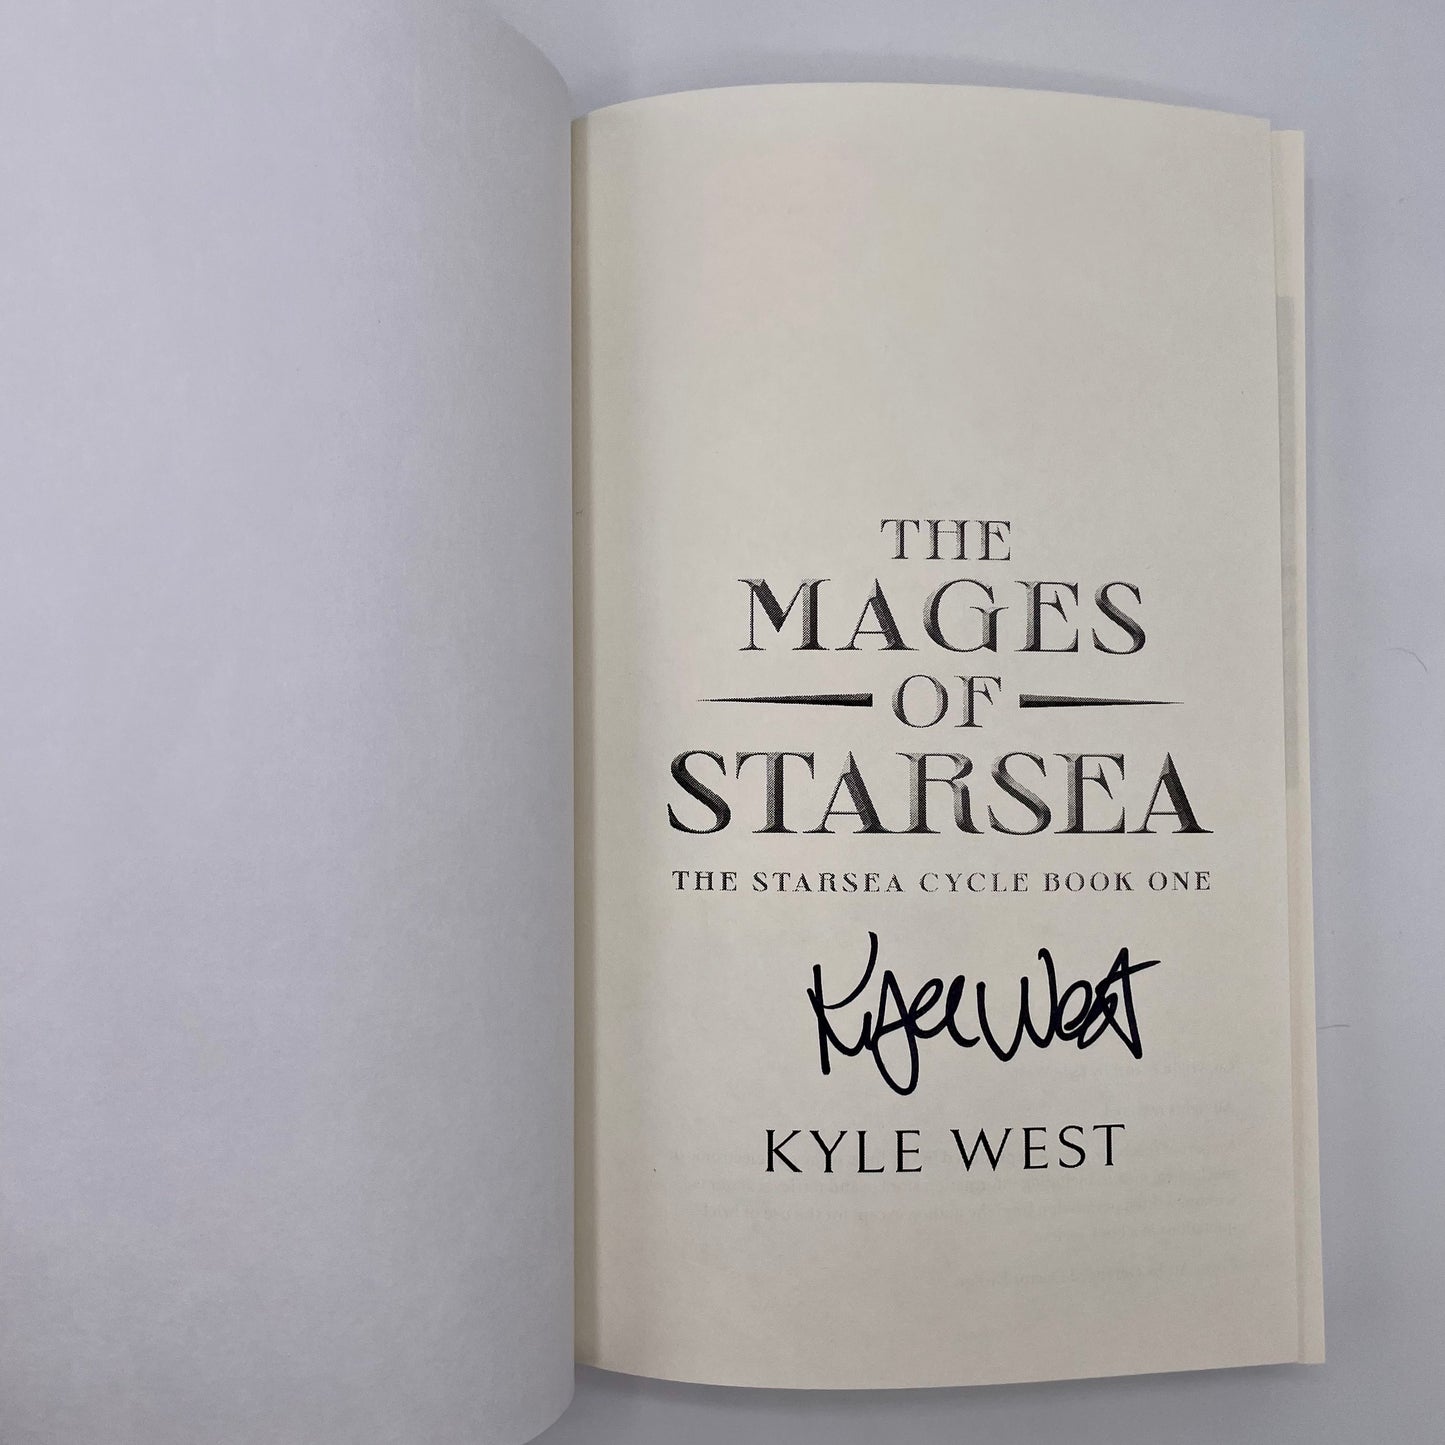 THE
MAGES
OF
STARSEA
THE STARSEA CYCLE BOOK ONE
Kyle West
KYLE WEST